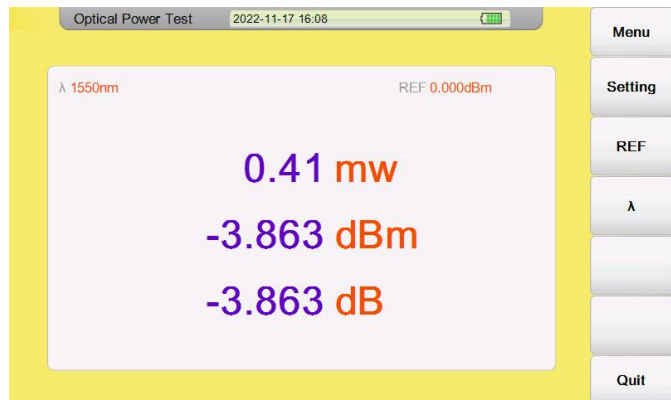 Optical Power Test 2022-11-17 16:08
Menu
λ 1550nm REF 0.000dBm
Setting
0.41 mw
REF
-3.863 dBm
λ
-3.863 dB
Quit